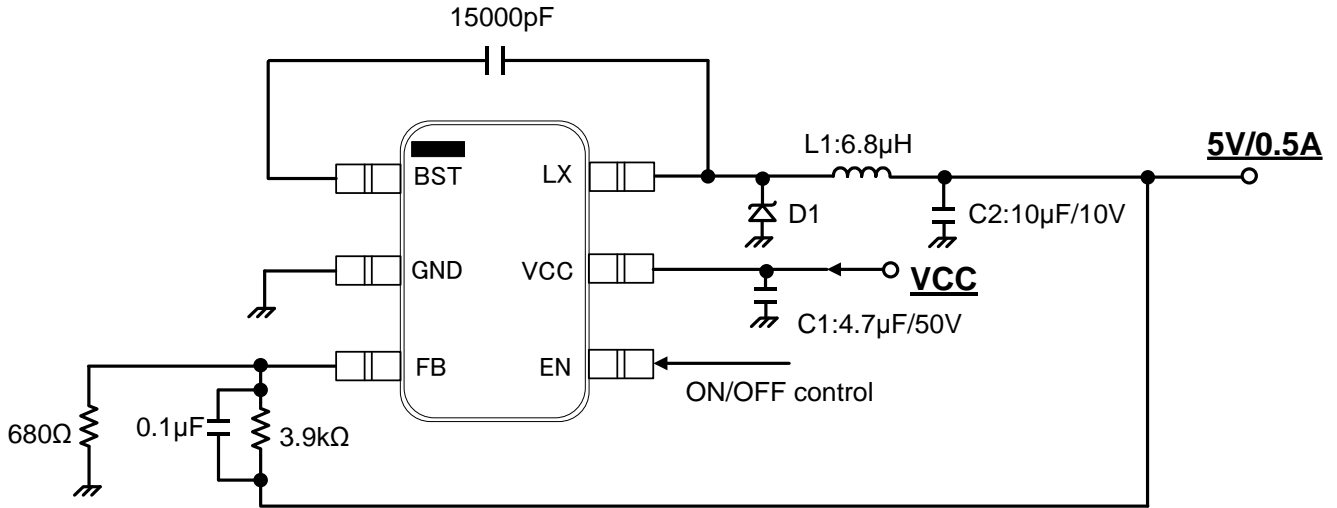 15000pF
L1:6.8µH
5V/0.5A
BST
LX
D1
C2:10µF/10V
GND
VCC
VCC
C1:4.7µF/50V
FB
EN
ON/OFF control
680Ω
0.1µF
3.9kΩ